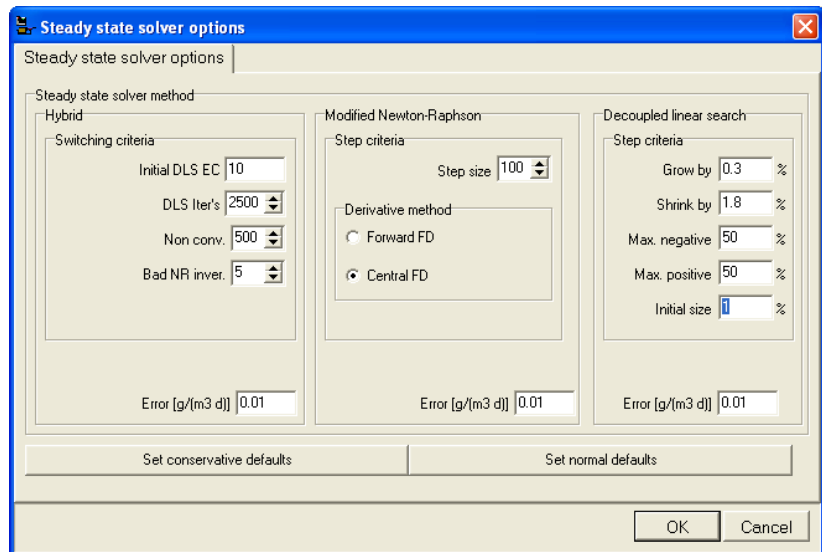 Steady state solver options
Steady state solver options
Steady state solver method
Hybrid
Switching criteria
Initial DLS EC 10
DLS Iter's 2500
Non conv. 500
Bad NR inver. 5
Error [g/(m3 d)] 0.01
Modified Newton-Raphson
Step criteria
Step size 100
Derivative method
Forward FD
Central FD
Error [g/(m3 d)] 0.01
Decoupled linear search
Step criteria
Grow by 0.3 %
Shrink by 1.8 %
Max. negative 50 %
Max. positive 50 %
Initial size 1 %
Error [g/(m3 d)] 0.01
Set conservative defaults
Set normal defaults
OK
Cancel